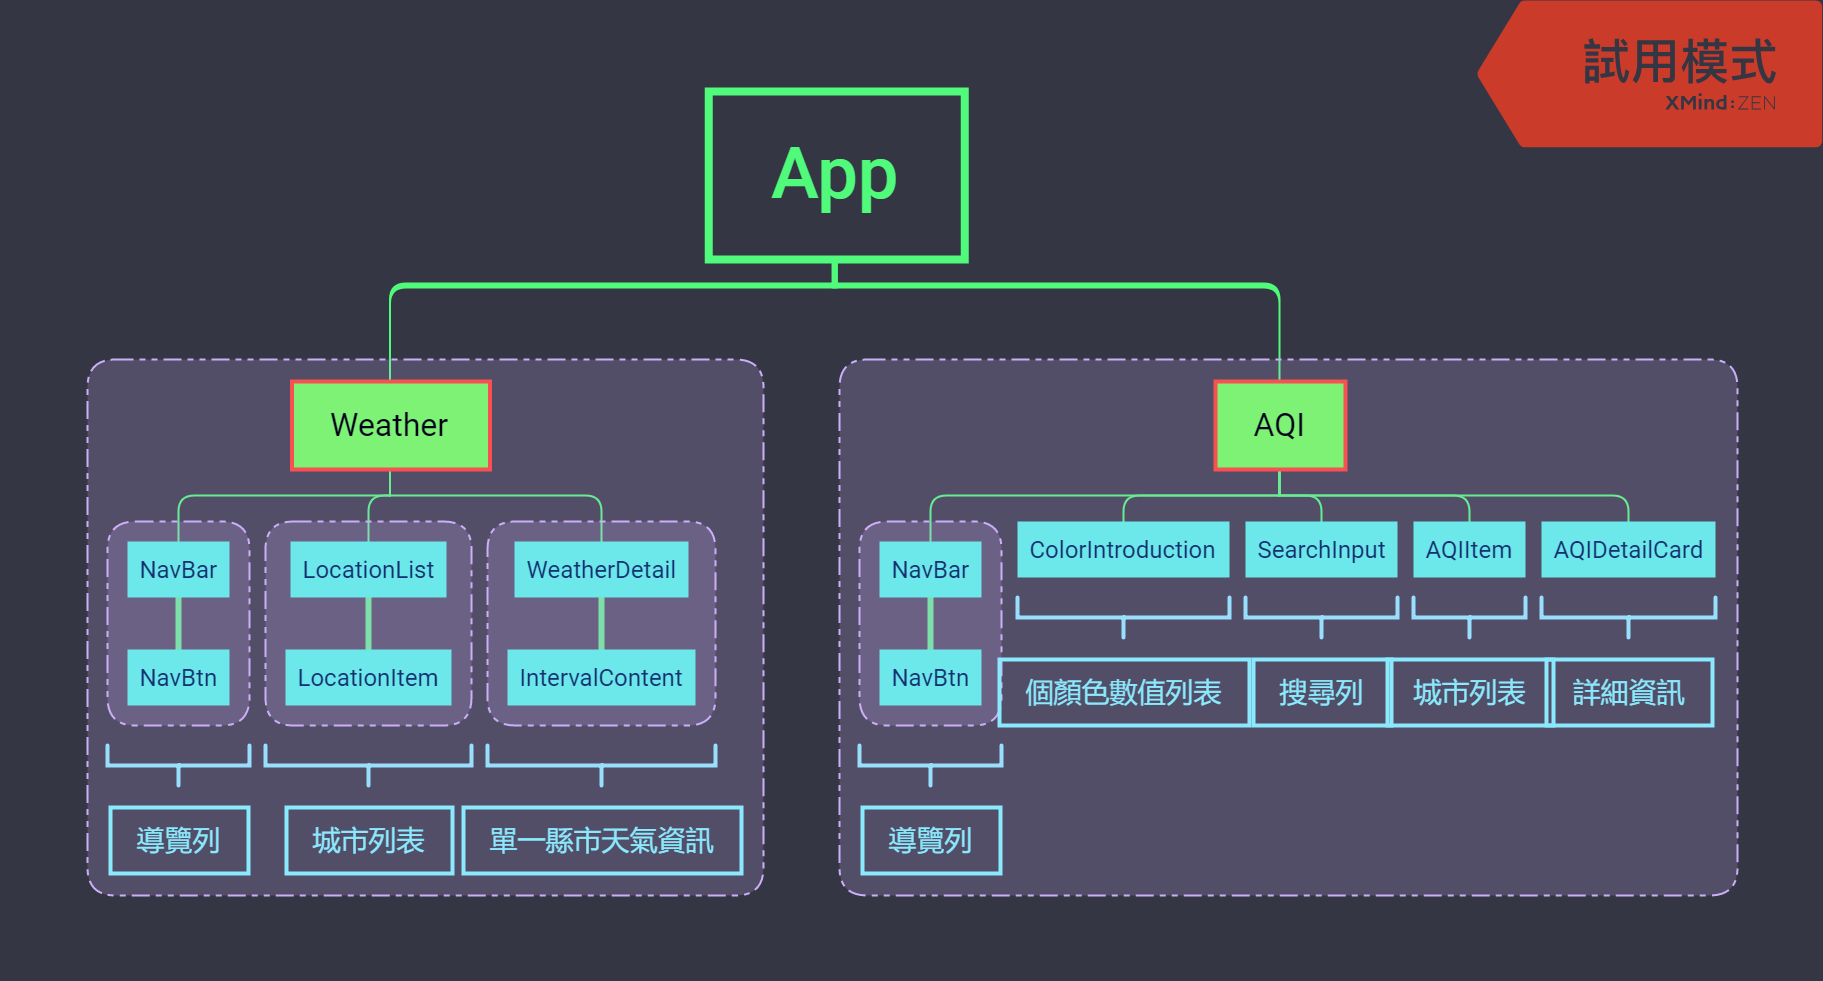 試用模式
XMind:ZEN
App
Weather
NavBar
NavBtn
導覽列
LocationList
LocationItem
城市列表
WeatherDetail
IntervalContent
單一縣市天氣資訊
AQI
NavBar
NavBtn
導覽列
ColorIntroduction
個顏色數值列表
SearchInput
搜尋列
AQIItem
城市列表
AQIDetailCard
詳細資訊